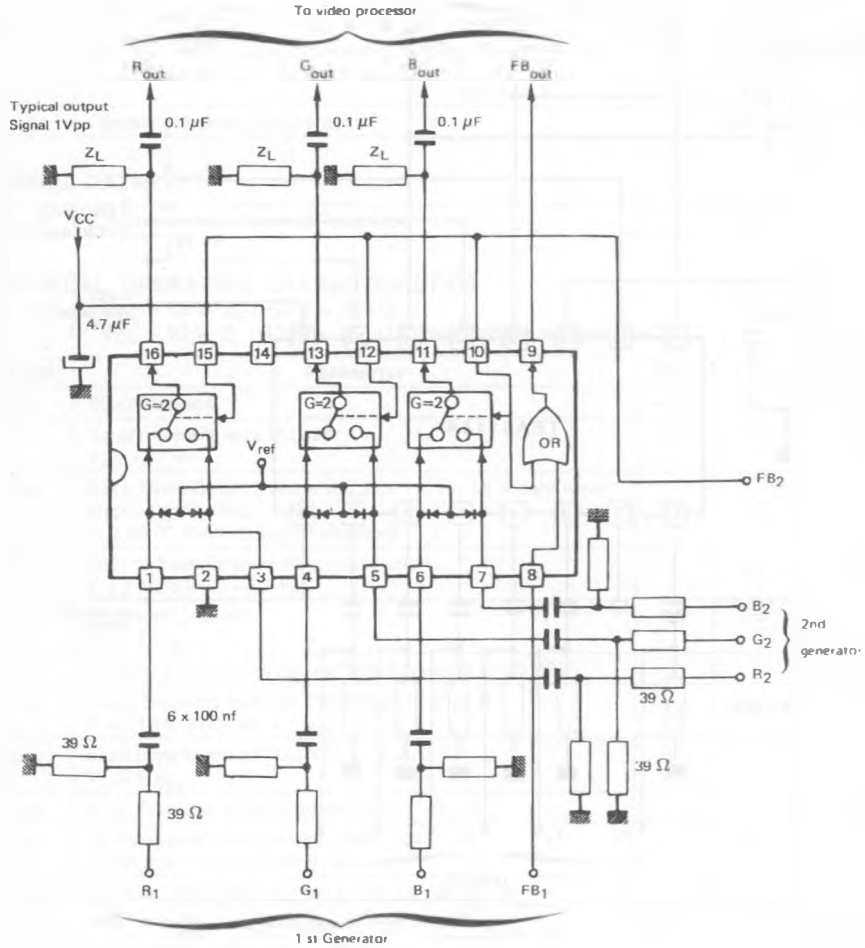 To video processor
Rout Gout Bout FBout
Typical output
Signal 1Vpp
0.1 µF 0.1 µF 0.1 µF
ZL ZL ZL
VCC
4.7 µF
16 15 14 13 12 11 10 9
G=2 G=2 G=2
OR
Vref
FB2
1 2 3 4 5 6 7 8
B2
G2
R2
2nd
generator
39 Ω
6 x 100 nf
39 Ω
39 Ω
39 Ω
R1 G1 B1 FB1
1 st Generator